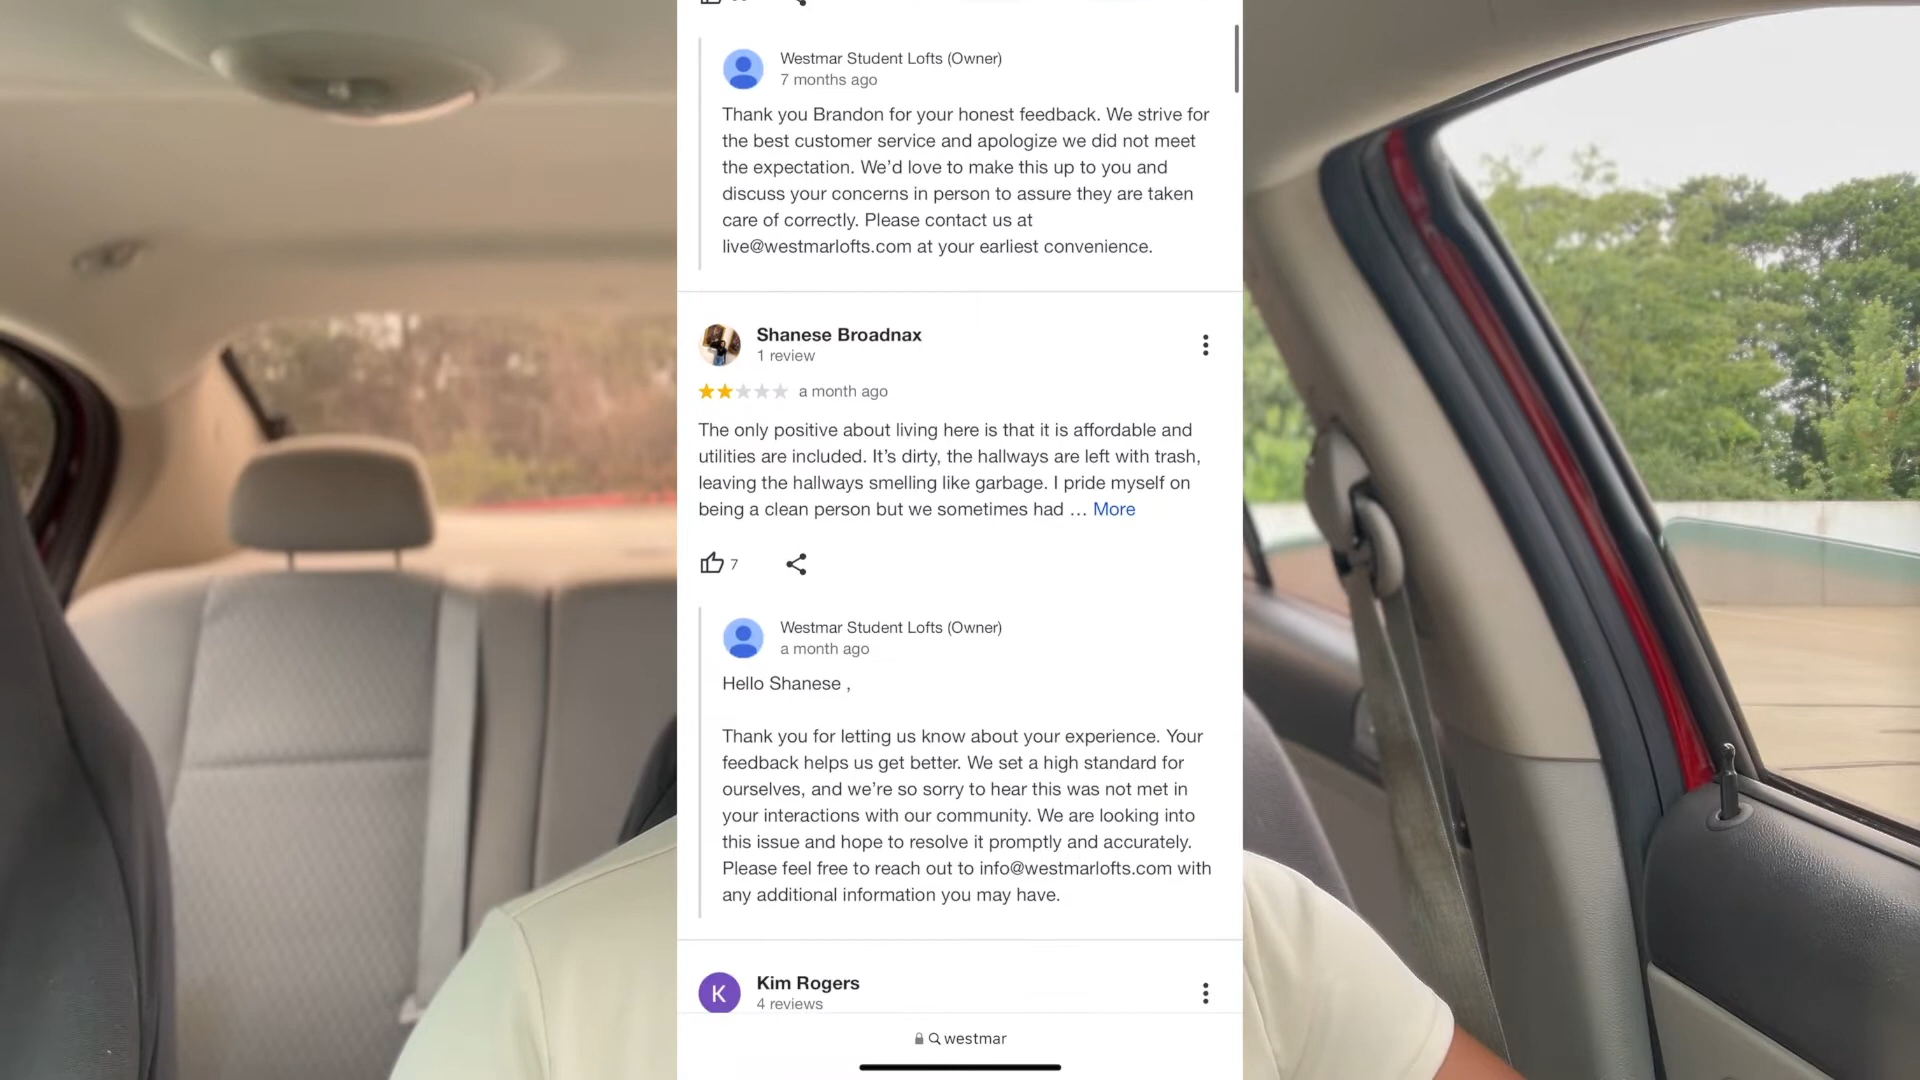 Westmar Student Lofts (Owner)
7 months ago
Thank you Brandon for your honest feedback. We strive for
the best customer service and apologize we did not meet
the expectation. We’d love to make this up to you and
discuss your concerns in person to assure they are taken
care of correctly. Please contact us at
live@westmarlofts.com at your earliest convenience.
Shanese Broadnax
1 review
a month ago
The only positive about living here is that it is affordable and
utilities are included. It’s dirty, the hallways are left with trash,
leaving the hallways smelling like garbage. I pride myself on
being a clean person but we sometimes had … More
7
Westmar Student Lofts (Owner)
a month ago
Hello Shanese ,
Thank you for letting us know about your experience. Your
feedback helps us get better. We set a high standard for
ourselves, and we’re so sorry to hear this was not met in
your interactions with our community. We are looking into
this issue and hope to resolve it promptly and accurately.
Please feel free to reach out to info@westmarlofts.com with
any additional information you may have.
K
Kim Rogers
4 reviews
westmar